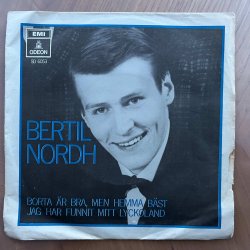 EMI
ODEON
BERTIL
NORDH
BORTA ÄR BRA, MEN HEMMA BÄST
JAG HAR FUNNIT MITT LYCKOLAND